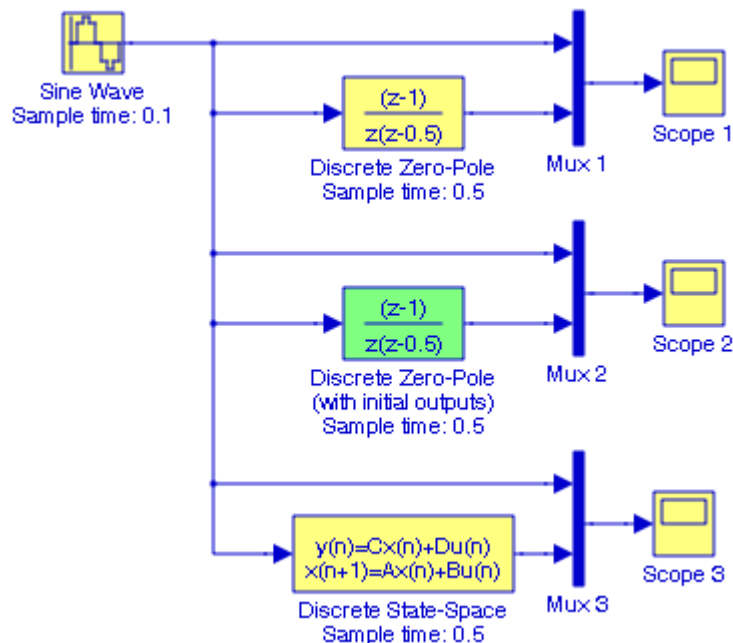 Sine Wave
Sample time: 0.1
(z-1)
z(z-0.5)
Discrete Zero-Pole
Sample time: 0.5
Mux 1
Scope 1
(z-1)
z(z-0.5)
Discrete Zero-Pole
(with initial outputs)
Sample time: 0.5
Mux 2
Scope 2
y(n)=Cx(n)+Du(n)
x(n+1)=Ax(n)+Bu(n)
Discrete State-Space
Sample time: 0.5
Mux 3
Scope 3